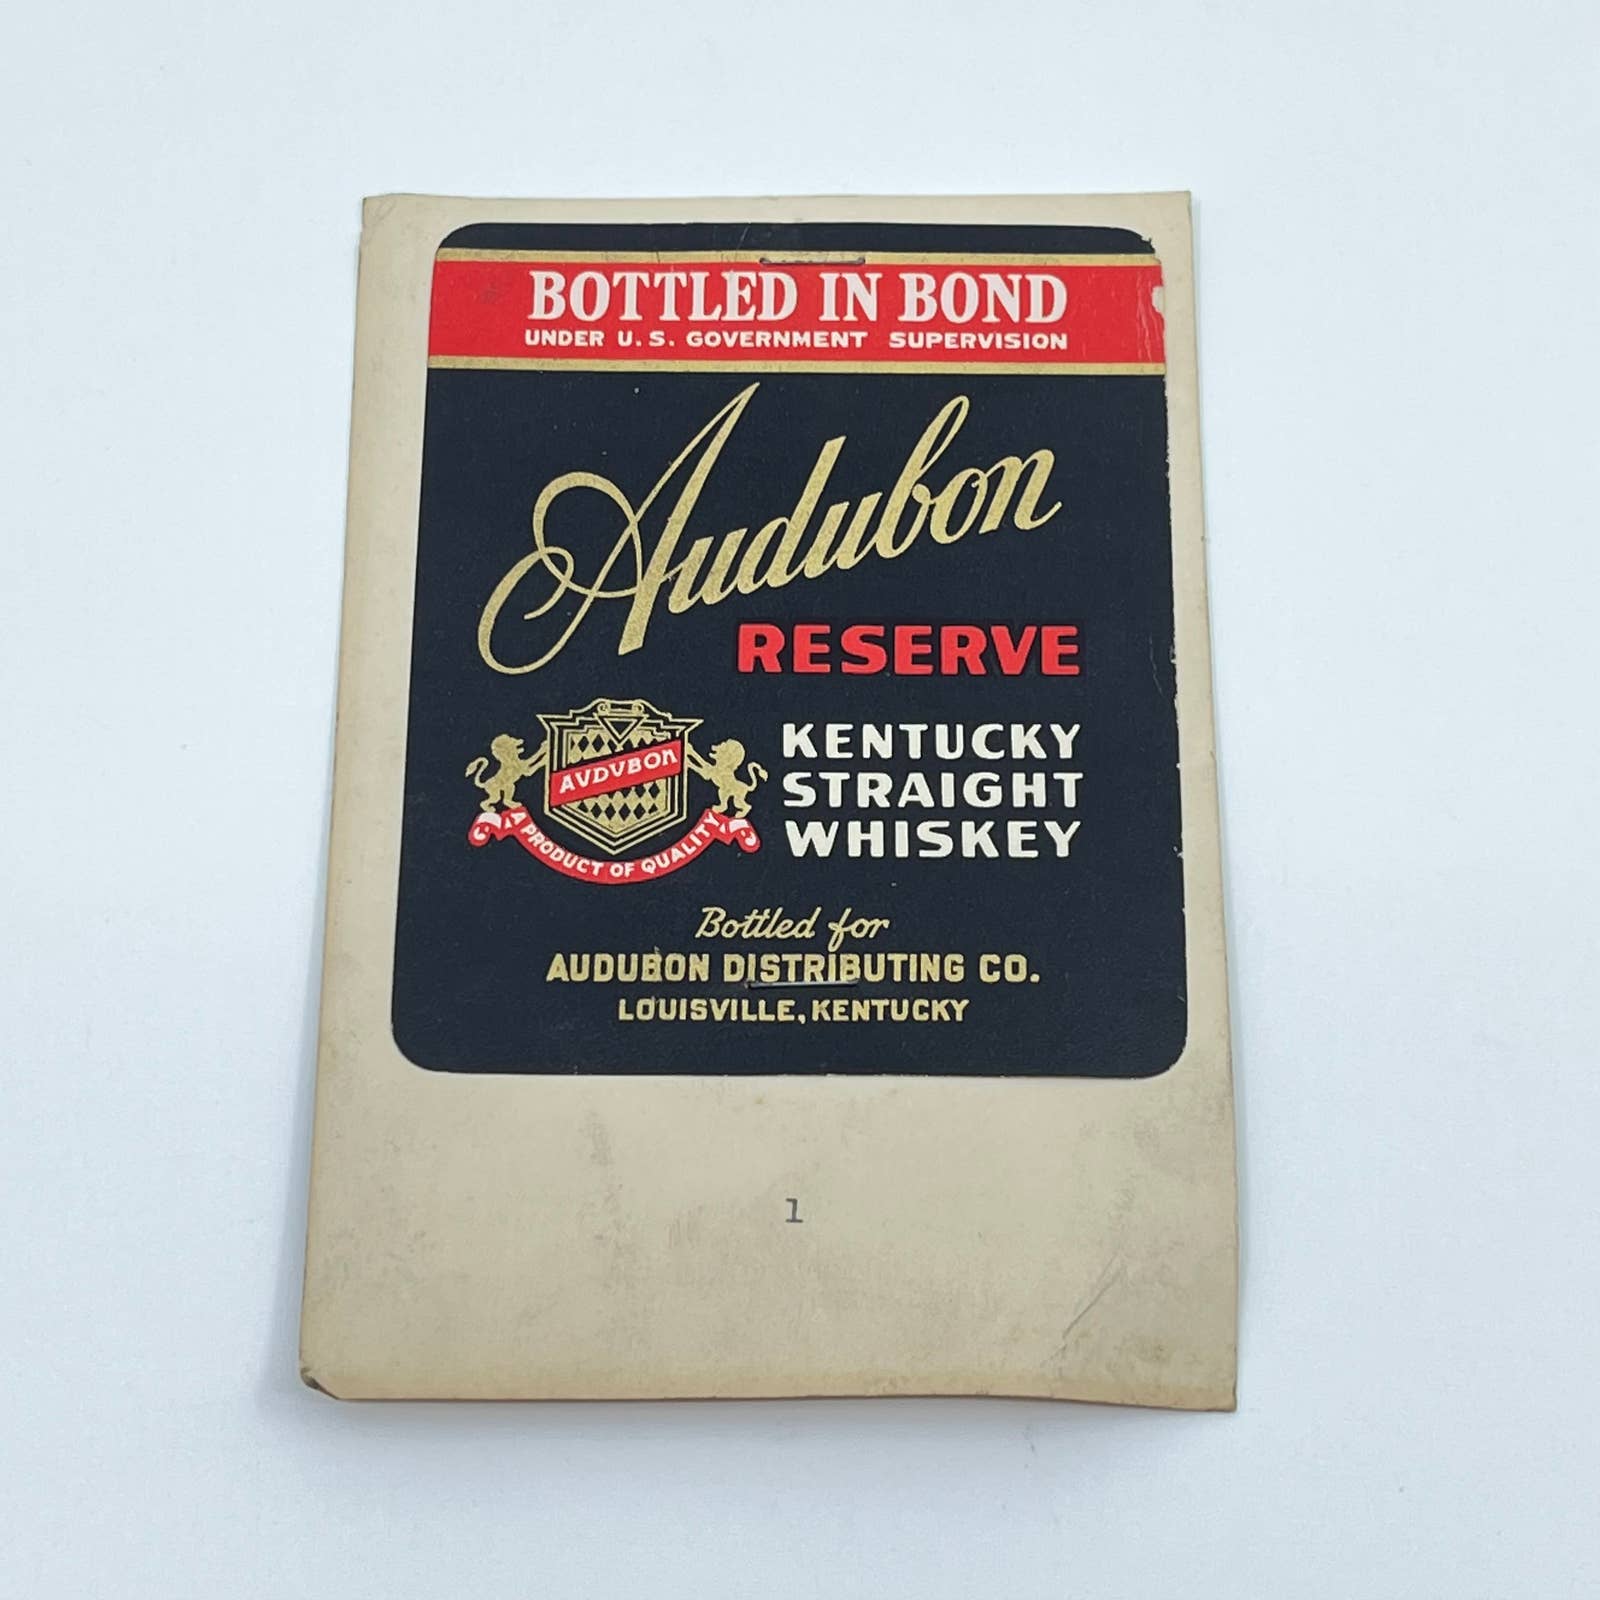 BOTTLED IN BOND
UNDER U.S. GOVERNMENT SUPERVISION
Audubon
RESERVE
AVDVBON
A PRODUCT OF QUALITY
KENTUCKY
STRAIGHT
WHISKEY
Bottled for
AUDUBON DISTRIBUTING CO.
LOUISVILLE, KENTUCKY
1